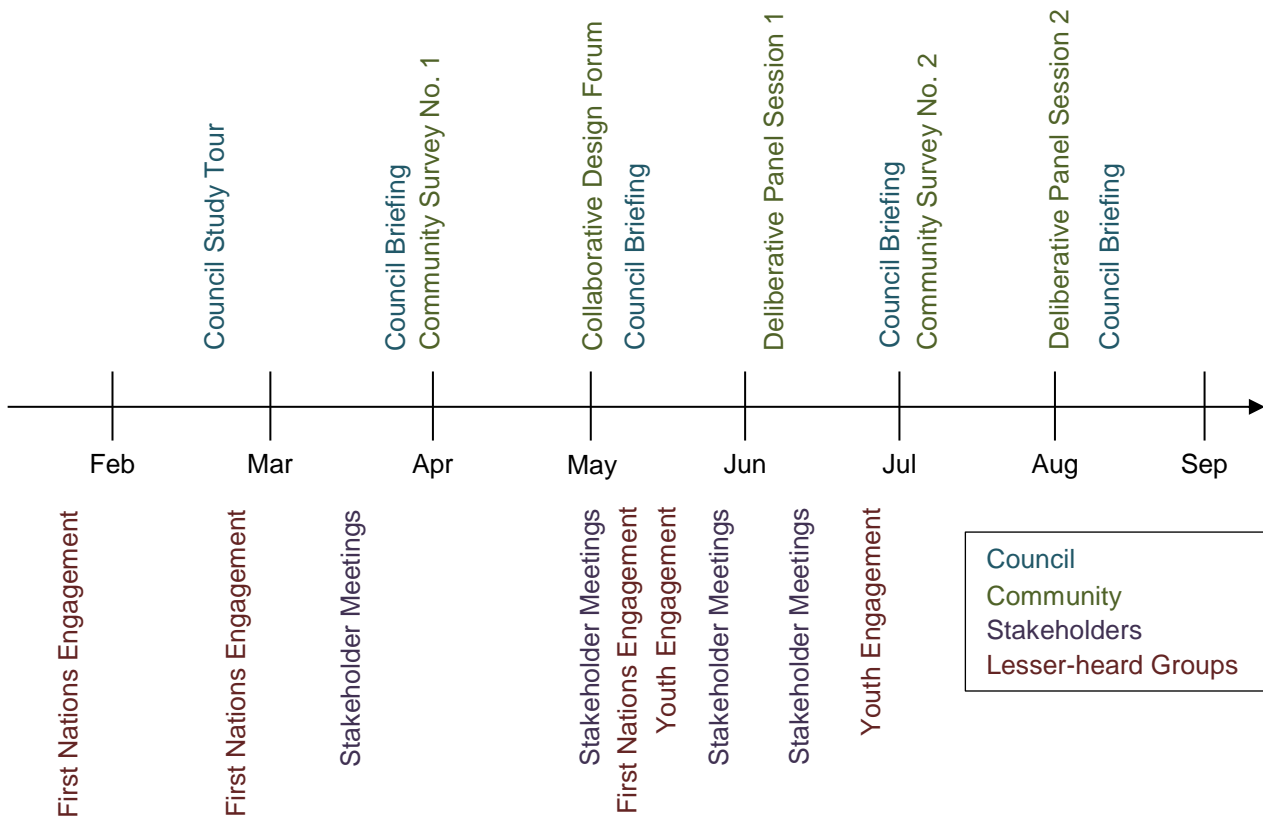 Council Study Tour
Council Briefing
Community Survey No. 1
Collaborative Design Forum
Council Briefing
Deliberative Panel Session 1
Council Briefing
Community Survey No. 2
Deliberative Panel Session 2
Council Briefing
Feb
Mar
Apr
May
Jun
Jul
Aug
Sep
First Nations Engagement
First Nations Engagement
Stakeholder Meetings
Stakeholder Meetings
First Nations Engagement
Youth Engagement
Stakeholder Meetings
Stakeholder Meetings
Youth Engagement
Council
Community
Stakeholders
Lesser-heard Groups